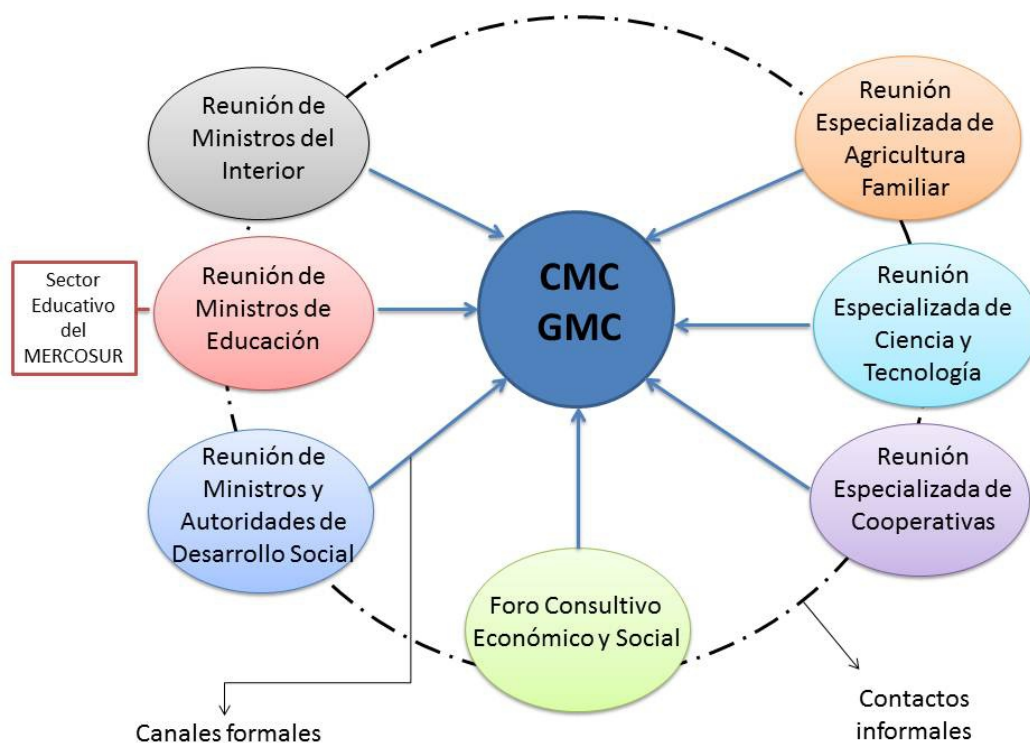 Reunión de
Ministros del
Interior
Reunión
Especializada de
Agricultura
Familiar
CMC
GMC
Sector
Educativo
del
MERCOSUR
Reunión de
Ministros de
Educación
Reunión
Especializada de
Ciencia y
Tecnología
Reunión de
Ministros y
Autoridades de
Desarrollo Social
Reunión
Especializada de
Cooperativas
Foro Consultivo
Económico y Social
Canales formales
Contactos
informales